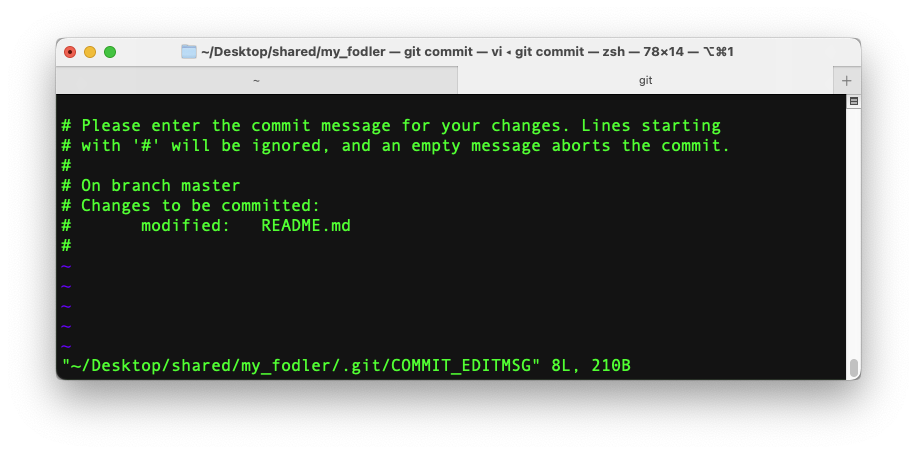 ~/Desktop/shared/my_fodler — git commit — vi ◂ git commit — zsh — 78×14 — ⌥⌘1
~
git
+
# Please enter the commit message for your changes. Lines starting
# with '#' will be ignored, and an empty message aborts the commit.
#
# On branch master
# Changes to be committed:
#       modified:   README.md
#
~
~
~
~
~
"~/Desktop/shared/my_fodler/.git/COMMIT_EDITMSG" 8L, 210B